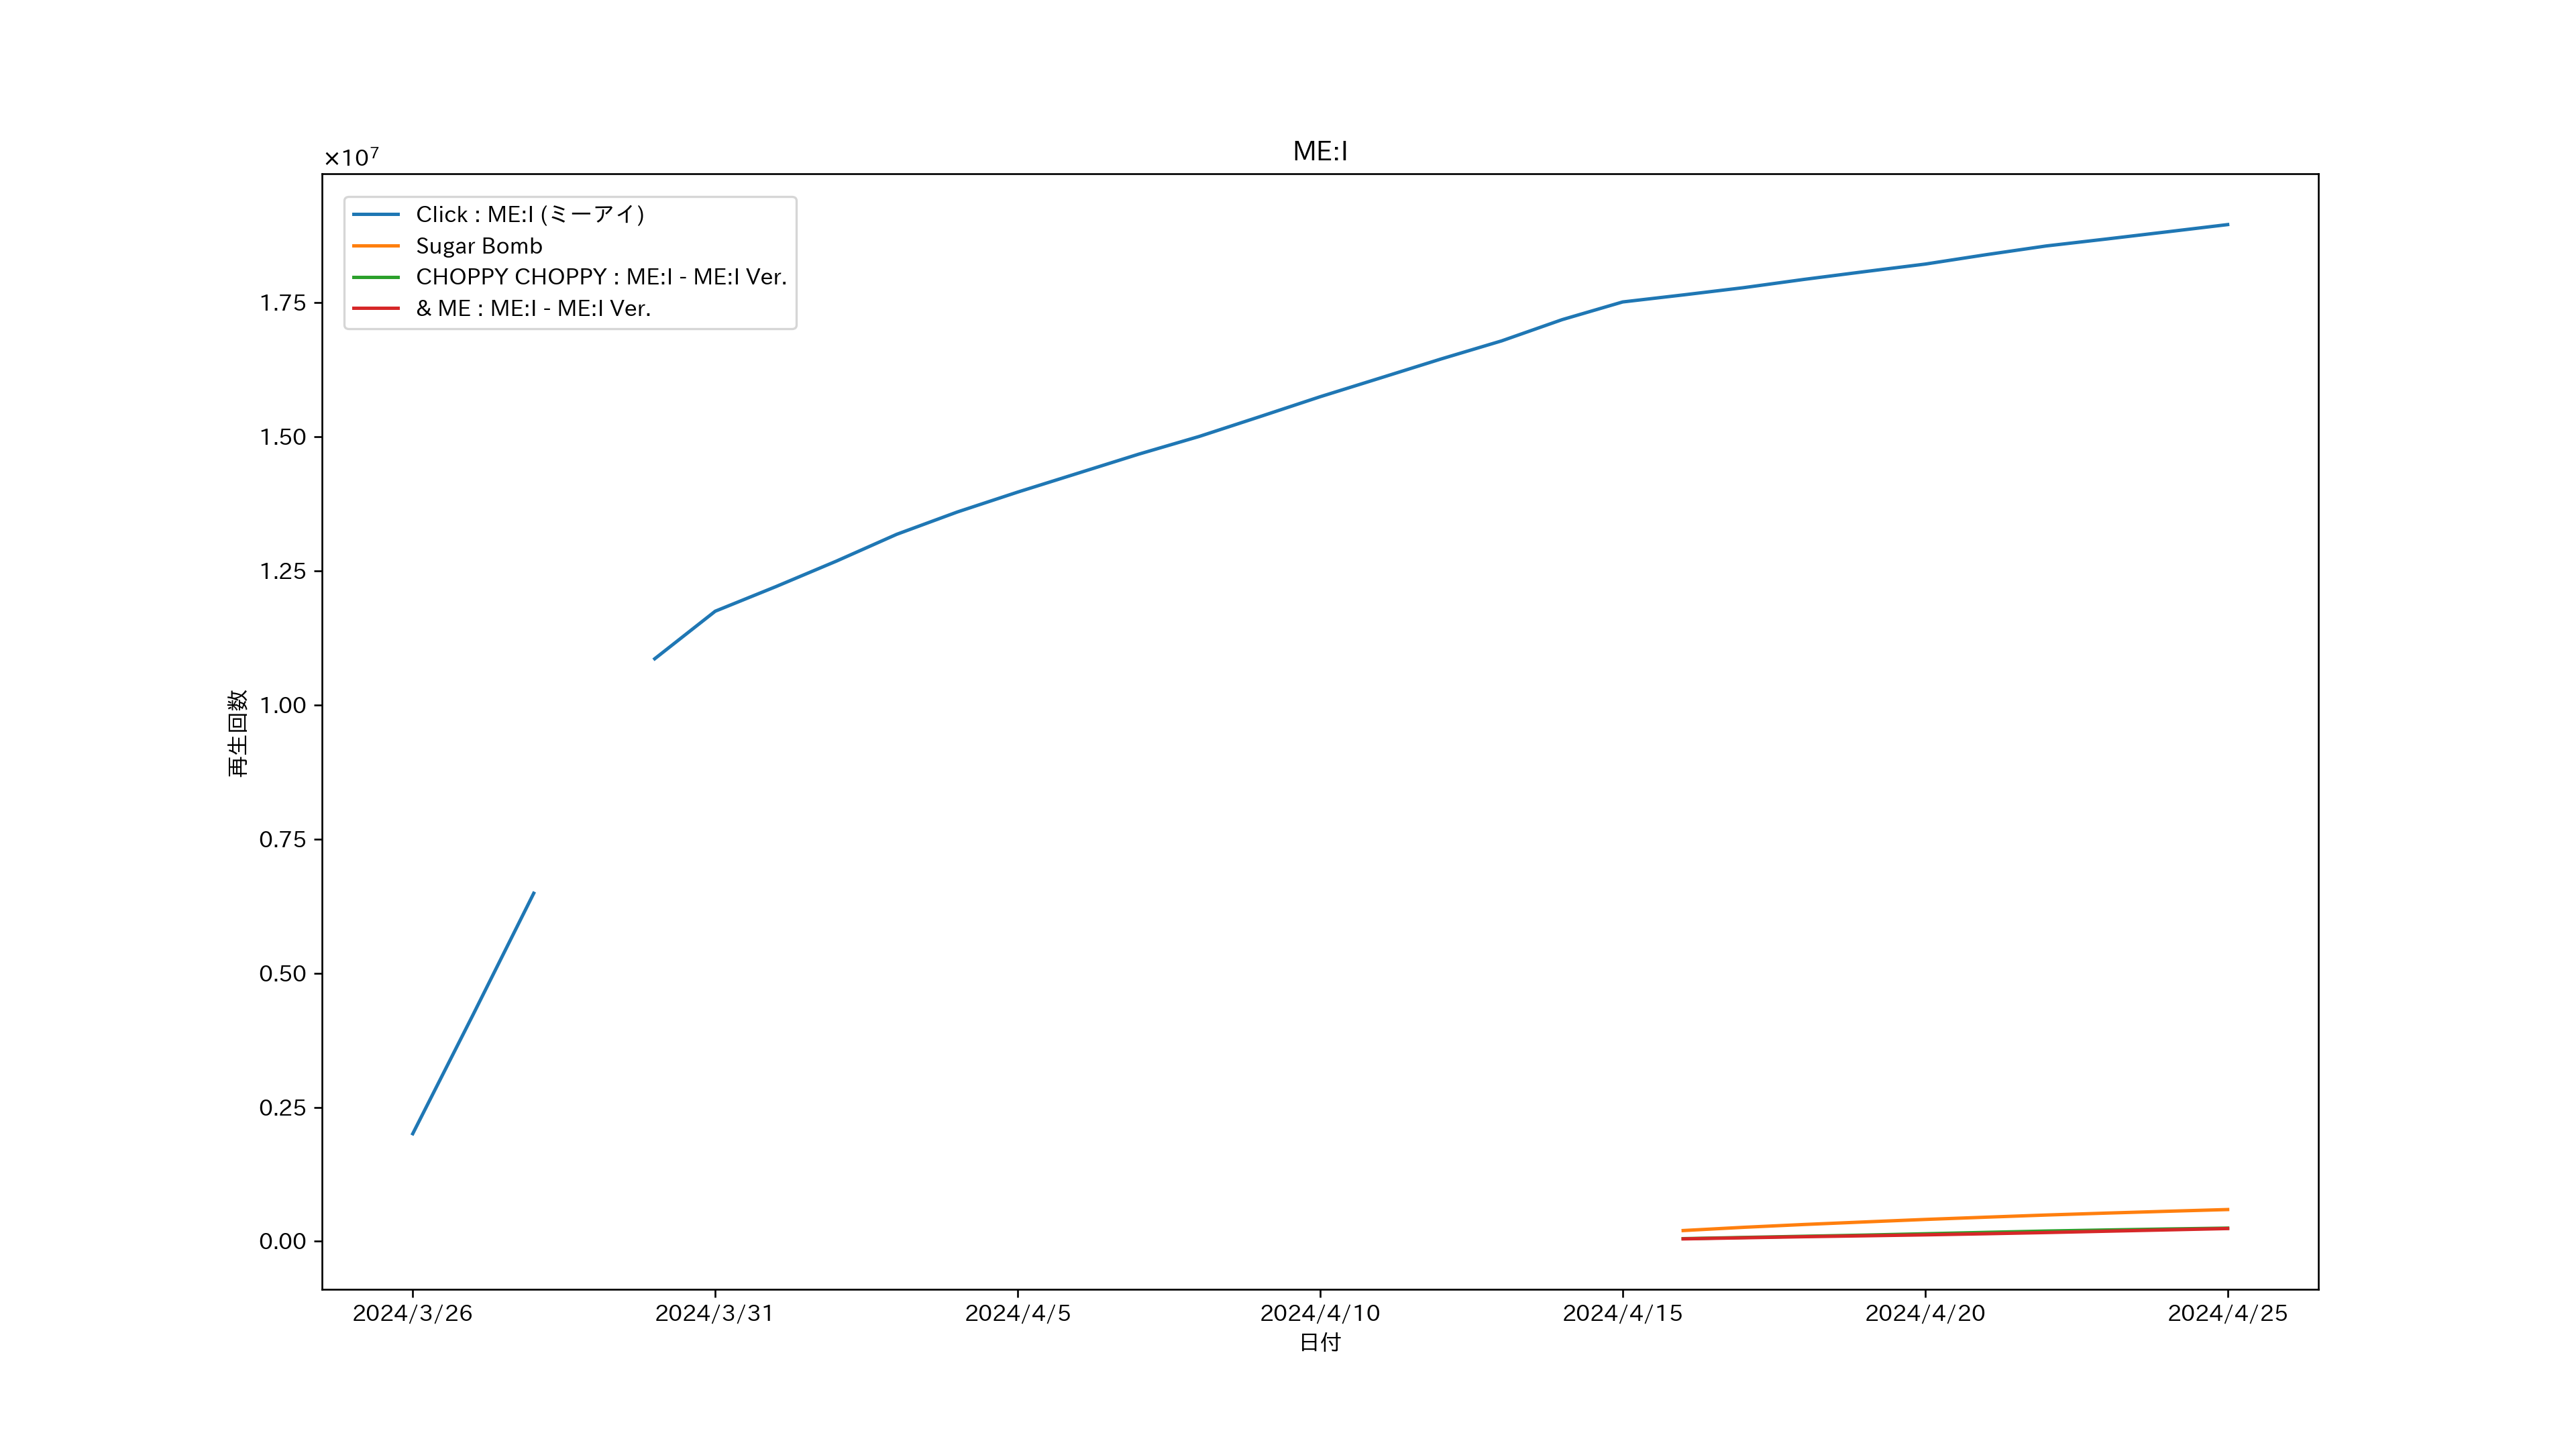 ME:I
×10⁷
Click : ME:I (ミーアイ)
Sugar Bomb
CHOPPY CHOPPY : ME:I - ME:I Ver.
& ME : ME:I - ME:I Ver.
1.75
1.50
1.25
1.00
0.75
0.50
0.25
0.00
再生回数
2024/3/26 2024/3/31 2024/4/5 2024/4/10 2024/4/15 2024/4/20 2024/4/25
日付